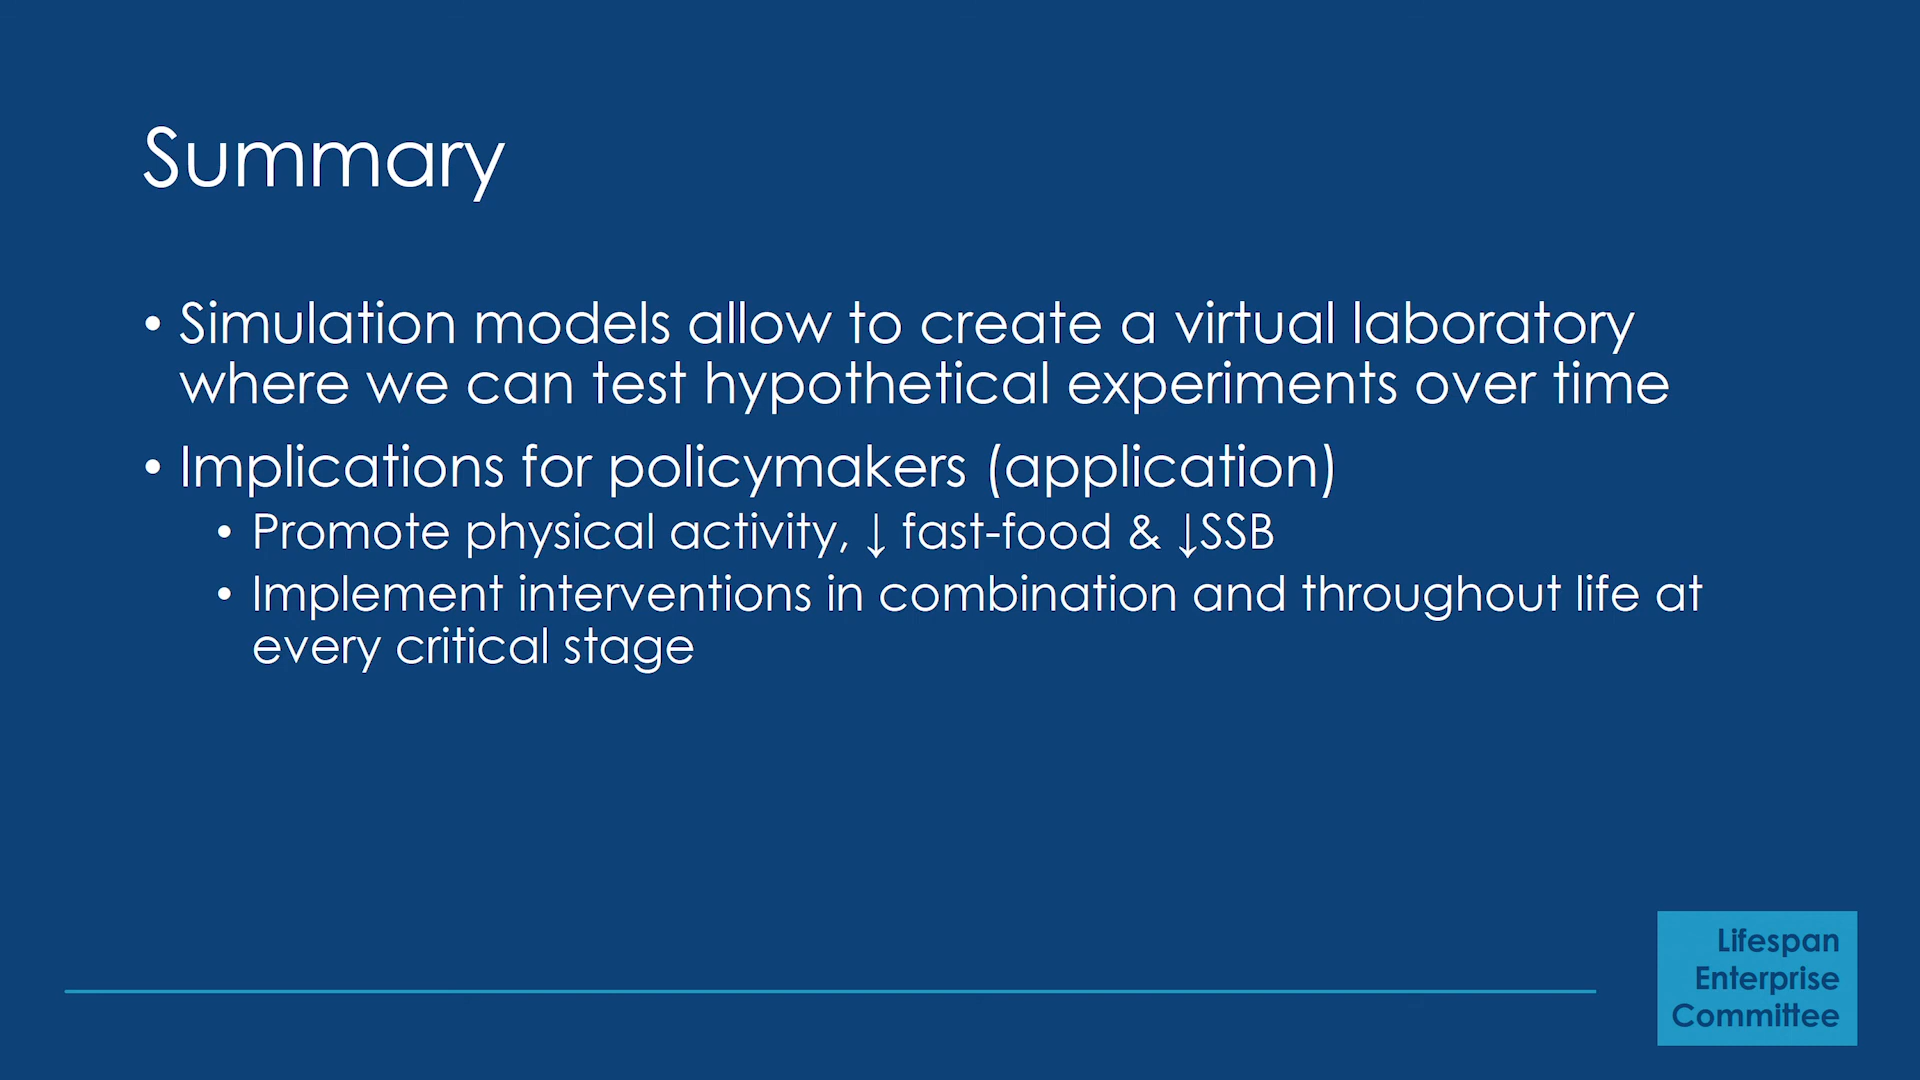 Summary
• Simulation models allow to create a virtual laboratory
where we can test hypothetical experiments over time
• Implications for policymakers (application)
• Promote physical activity, ↓ fast-food & ↓SSB
• Implement interventions in combination and throughout life at
every critical stage
Lifespan
Enterprise
Committee